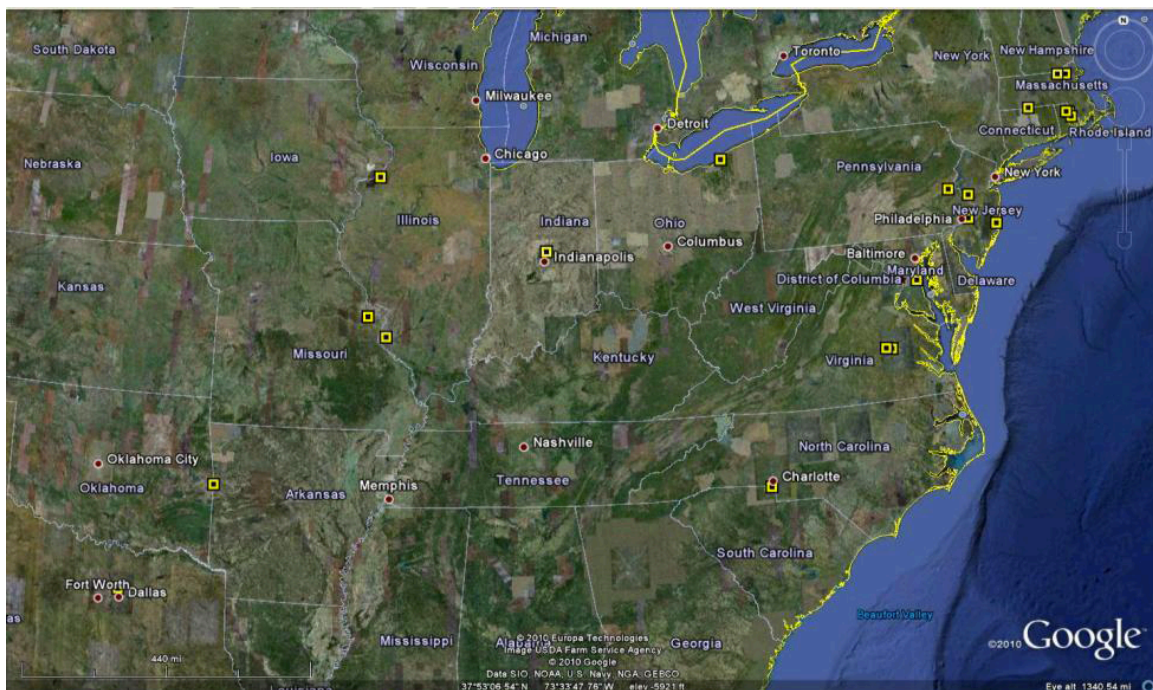 N
South Dakota
Michigan
Wisconsin
Toronto
New York
New Hampshire
Milwaukee
Massachusetts
Detroit
Connecticut
Rhode Island
Nebraska
Iowa
Chicago
Pennsylvania
New York
Illinois
Indiana
Ohio
New Jersey
Philadelphia
Columbus
Indianapolis
Baltimore
Maryland
District of Columbia
Delaware
Kansas
West Virginia
Missouri
Kentucky
Virginia
Nashville
North Carolina
Oklahoma City
Tennessee
Charlotte
Oklahoma
Arkansas
Memphis
South Carolina
Fort Worth
Dallas
as
Beaufort Valley
Mississippi
Alabama
Georgia
© 2010 Europa Technologies
Image USDA Farm Service Agency
© 2010 Google
Data SIO, NOAA, U.S. Navy, NGA, GEBCO
©2010 Google
440 mi
Louisiana
37°53'06.54" N 73°33'47.76" W elev -5921 ft
Eye alt 1340.54 mi